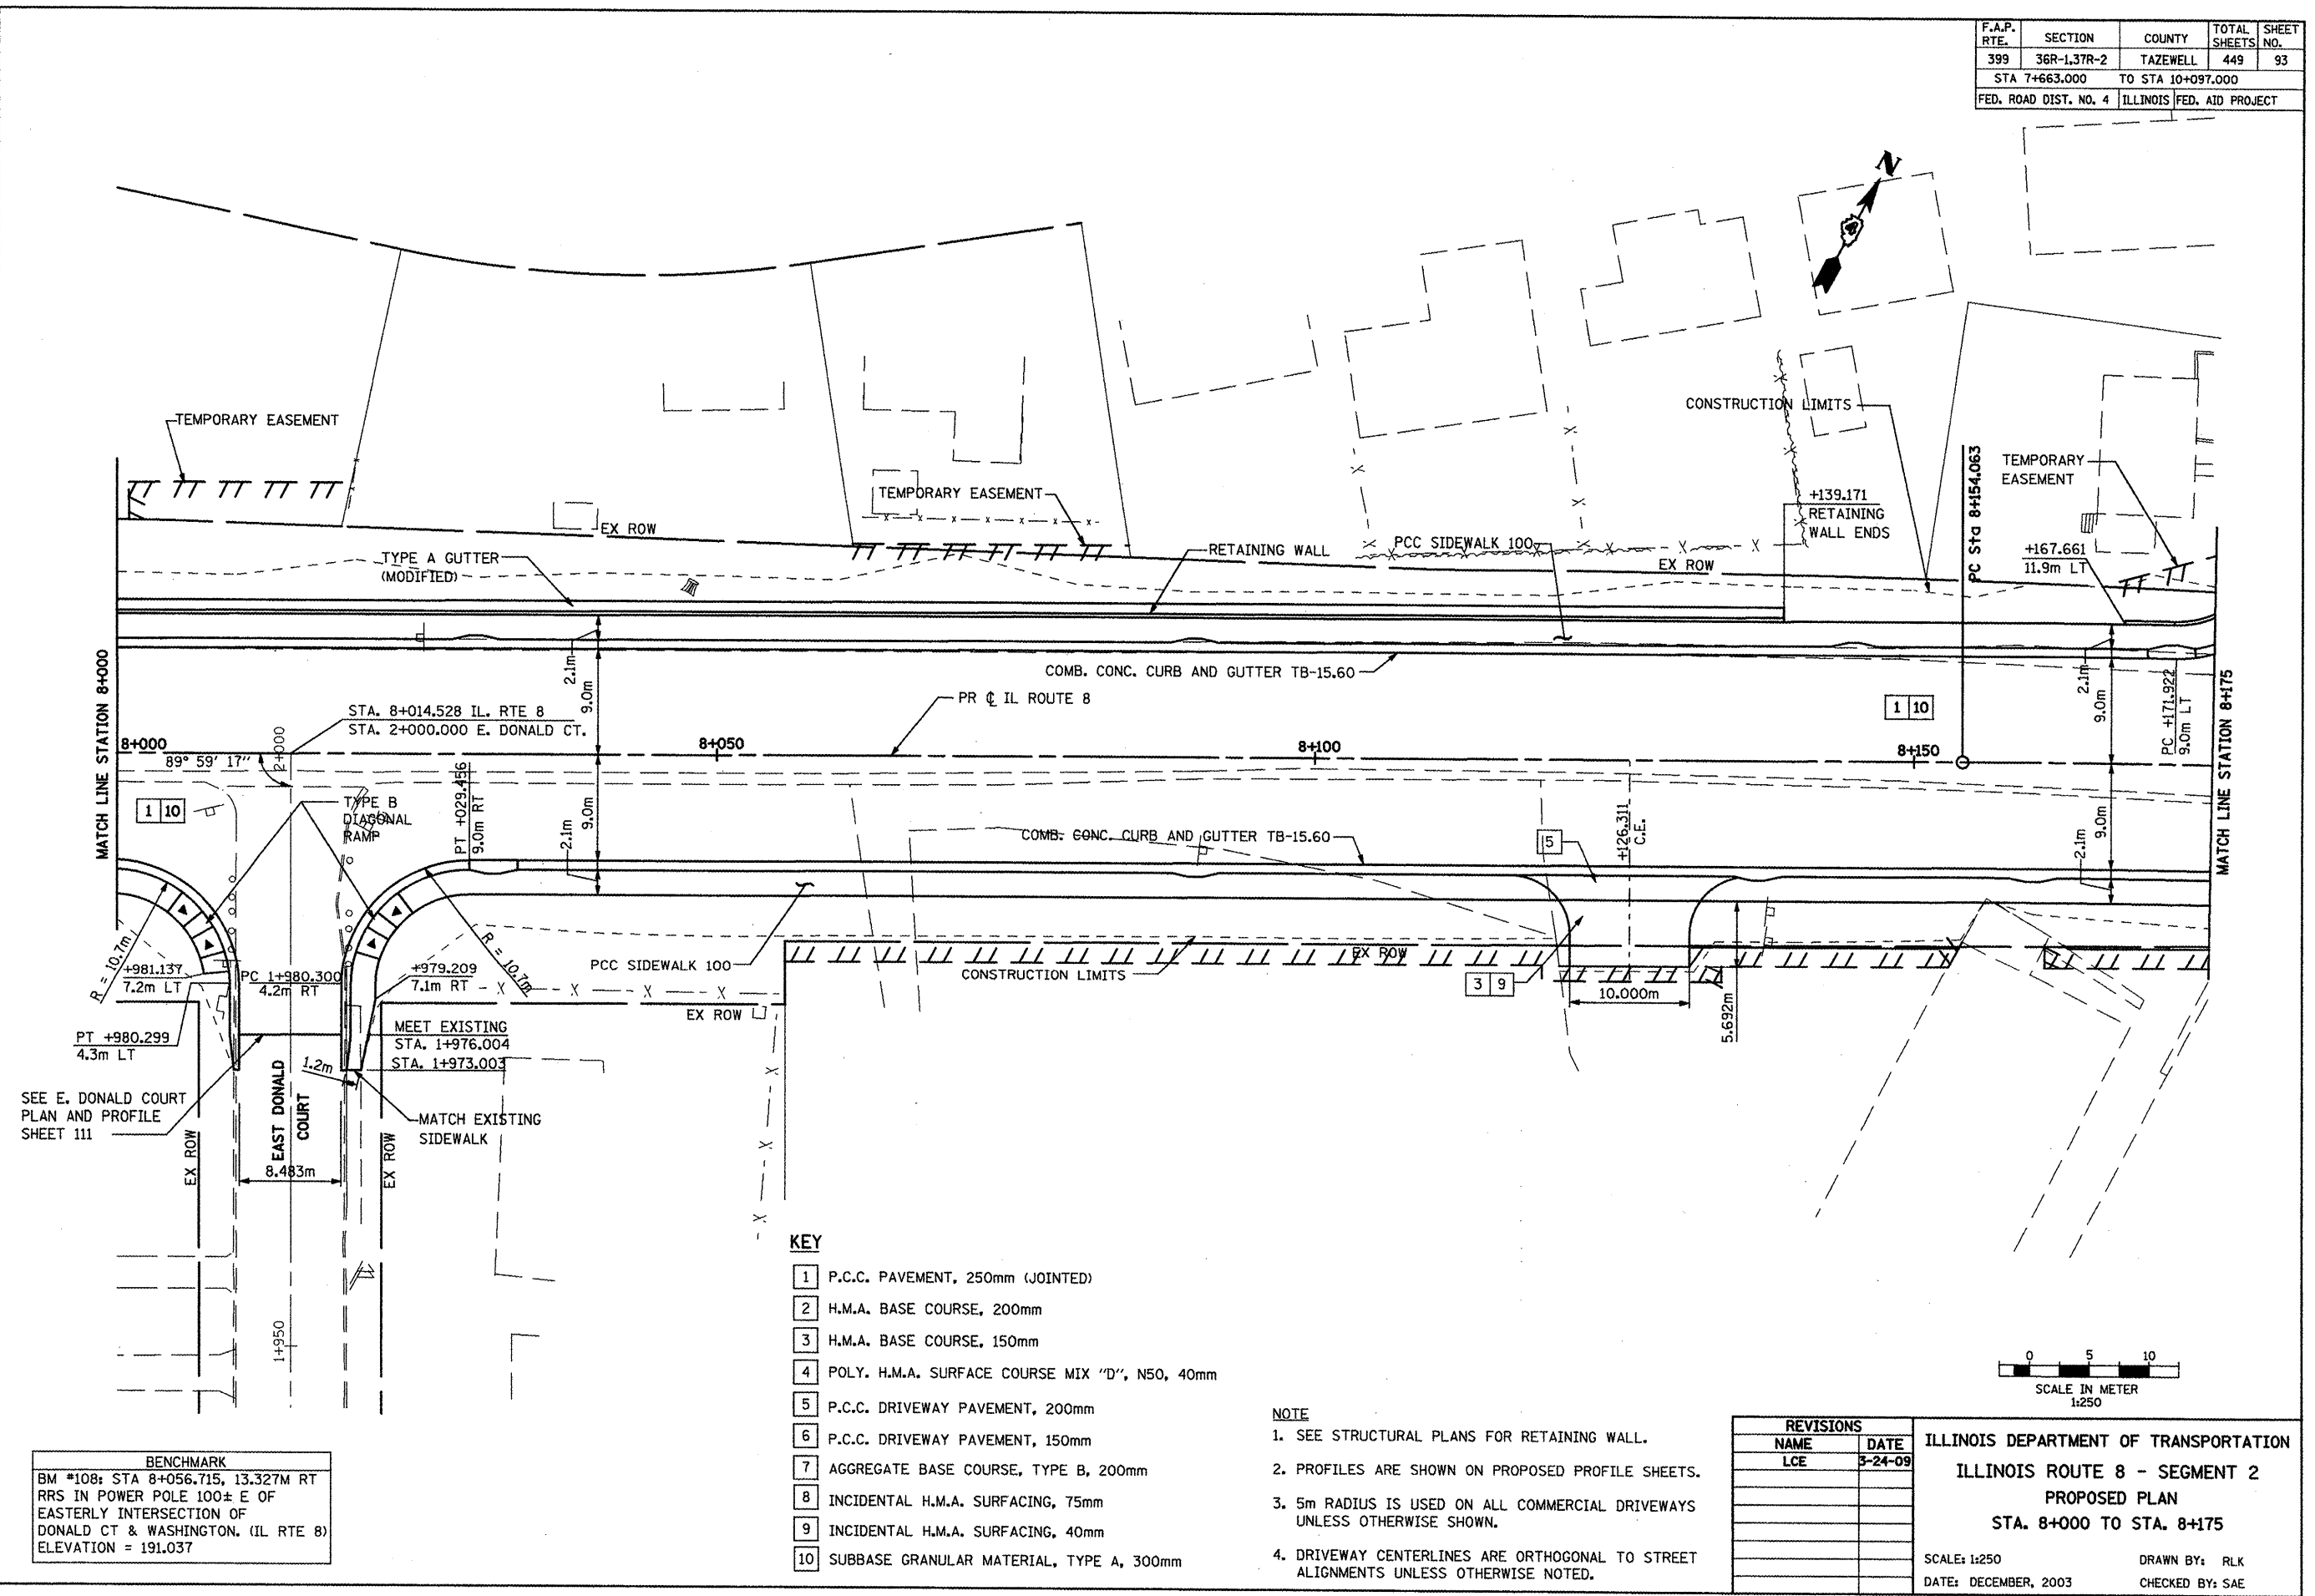 F.A.P. RTE. SECTION COUNTY TOTAL SHEETS SHEET NO.
399 36R-1,37R-2 TAZEWELL 449 93
STA 7+663.000 TO STA 10+097.000
FED. ROAD DIST. NO. 4 ILLINOIS FED. AID PROJECT
N
TEMPORARY EASEMENT
CONSTRUCTION LIMITS
TEMPORARY
EASEMENT
TEMPORARY EASEMENT
+139.171
RETAINING
WALL ENDS
PC Sta 8+154.063
EX ROW
TYPE A GUTTER
(MODIFIED)
RETAINING WALL
PCC SIDEWALK 100
EX ROW
+167.661
11.9m LT
MATCH LINE STATION 8+000
2.1m
9.0m
COMB. CONC. CURB AND GUTTER TB-15.60
PR ℄ IL ROUTE 8
1 10
2.1m
9.0m
PC +171.922
9.0m LT
MATCH LINE STATION 8+175
STA. 8+014.528 IL. RTE 8
STA. 2+000.000 E. DONALD CT.
8+000
2+000
8+050
8+100
8+150
89° 59' 17"
1 10
TYPE B
DIAGONAL
RAMP
PT +029.456
9.0m RT
2.1m
9.0m
COMB. CONC. CURB AND GUTTER TB-15.60
5
+126.311
C.E.
2.1m
9.0m
R = 10.7m
+981.137
7.2m LT
PC 1+980.300
4.2m RT
+979.209
7.1m RT
R = 10.7m
PCC SIDEWALK 100
CONSTRUCTION LIMITS
EX ROW
3 9
10.000m
5.692m
EX ROW
PT +980.299
4.3m LT
MEET EXISTING
STA. 1+976.004
STA. 1+973.003
1.2m
SEE E. DONALD COURT
PLAN AND PROFILE
SHEET 111
MATCH EXISTING
SIDEWALK
EX ROW
EAST DONALD
COURT
EX ROW
8.483m
1+950
KEY
1 P.C.C. PAVEMENT, 250mm (JOINTED)
2 H.M.A. BASE COURSE, 200mm
3 H.M.A. BASE COURSE, 150mm
4 POLY. H.M.A. SURFACE COURSE MIX "D", N50, 40mm
5 P.C.C. DRIVEWAY PAVEMENT, 200mm
6 P.C.C. DRIVEWAY PAVEMENT, 150mm
7 AGGREGATE BASE COURSE, TYPE B, 200mm
8 INCIDENTAL H.M.A. SURFACING, 75mm
9 INCIDENTAL H.M.A. SURFACING, 40mm
10 SUBBASE GRANULAR MATERIAL, TYPE A, 300mm
BENCHMARK
BM #108: STA 8+056.715, 13.327M RT
RRS IN POWER POLE 100± E OF
EASTERLY INTERSECTION OF
DONALD CT & WASHINGTON. (IL RTE 8)
ELEVATION = 191.037
NOTE
1. SEE STRUCTURAL PLANS FOR RETAINING WALL.
2. PROFILES ARE SHOWN ON PROPOSED PROFILE SHEETS.
3. 5m RADIUS IS USED ON ALL COMMERCIAL DRIVEWAYS
UNLESS OTHERWISE SHOWN.
4. DRIVEWAY CENTERLINES ARE ORTHOGONAL TO STREET
ALIGNMENTS UNLESS OTHERWISE NOTED.
0 5 10
SCALE IN METER
1:250
REVISIONS
NAME DATE
LCE 3-24-09
ILLINOIS DEPARTMENT OF TRANSPORTATION
ILLINOIS ROUTE 8 - SEGMENT 2
PROPOSED PLAN
STA. 8+000 TO STA. 8+175
SCALE: 1:250 DRAWN BY: RLK
DATE: DECEMBER, 2003 CHECKED BY: SAE